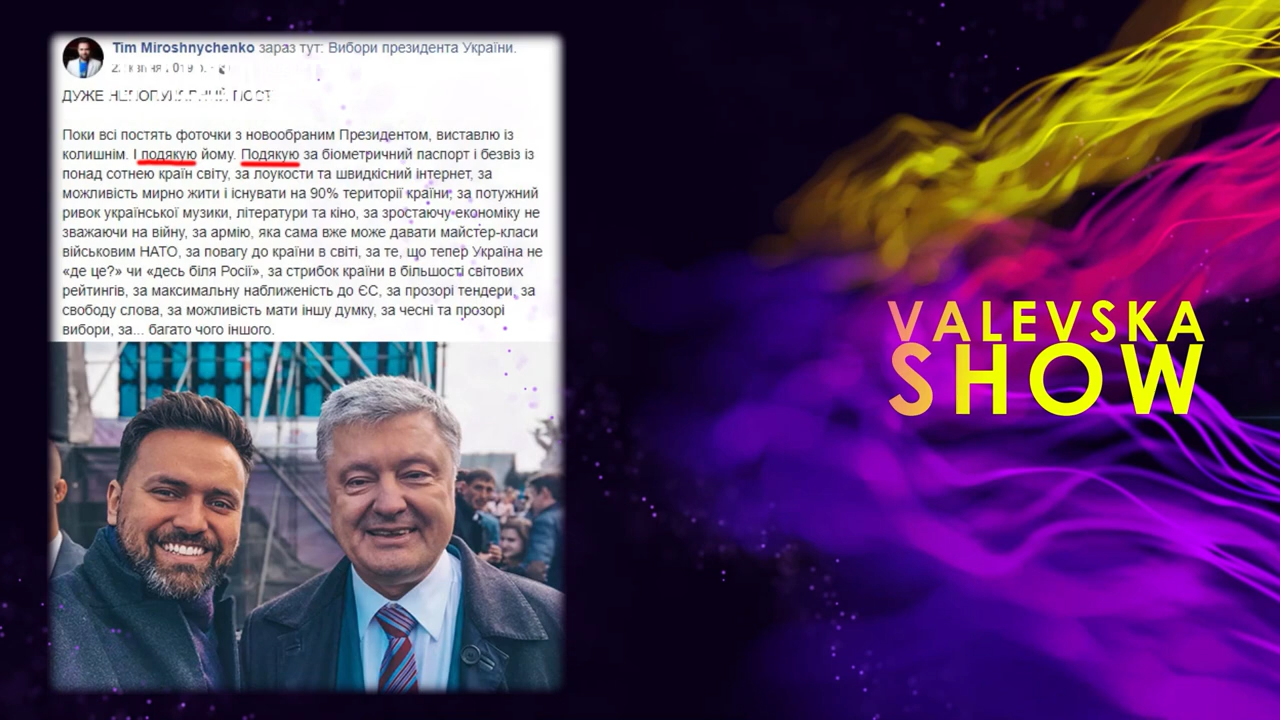 Tim Miroshnychenko зараз тут: Вибори президента України.
ДУЖЕ НЕПОПУЛЯРНИЙ ПОСТ
Поки всі постять фоточки з новообраним Президентом, виставлю із
колишнім. І подякую йому. Подякую за біометричний паспорт і безвіз із
понад сотнею країн світу, за лоукости та швидкісний інтернет, за
можливість мирно жити і існувати на 90% території країни, за потужний
ривок української музики, літератури та кіно, за зростаючу економіку не
зважаючи на війну, за армію, яка сама вже може давати майстер-класи
військовим НАТО, за повагу до країни в світі, за те, що тепер Україна не
«де це?» чи «десь біля Росії», за стрибок країни в більшості світових
рейтингів, за максимальну наближеність до ЄС, за прозорі тендери, за
свободу слова, за можливість мати іншу думку, за чесні та прозорі
вибори, за... багато чого іншого.
VALEVSKA
SHOW